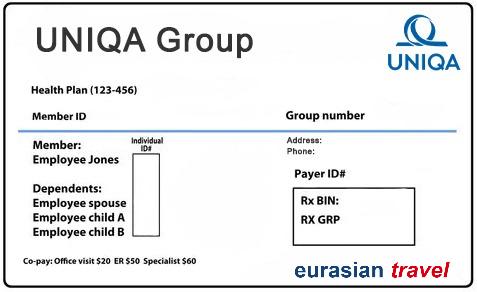 UNIQA Group
UNIQA
Health Plan (123-456)
Member ID
Group number
Member:
Employee Jones
Individual
ID#
Address:
Phone:
Dependents:
Employee spouse
Employee child A
Employee child B
Payer ID#
Rx BIN:
RX GRP
Co-pay: Office visit $20 ER $50 Specialist $60
eurasian travel